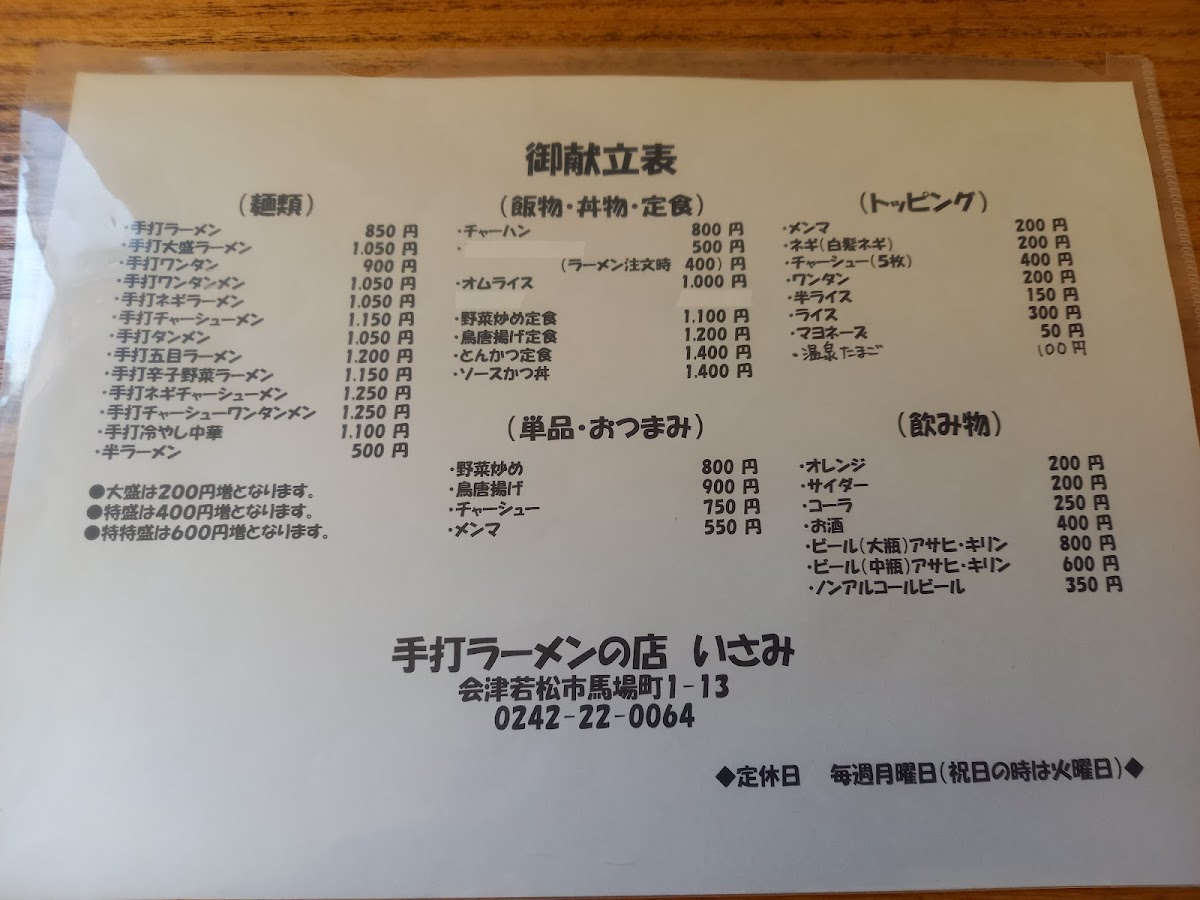 御献立表
(麺類)
・手打ラーメン 850 円
・手打大盛ラーメン 1.050 円
・手打ワンタン 900 円
・手打ワンタンメン 1.050 円
・手打ネギラーメン 1.050 円
・手打チャーシューメン 1.150 円
・手打タンメン 1.050 円
・手打五目ラーメン 1.200 円
・手打辛子野菜ラーメン 1.150 円
・手打ネギチャーシューメン 1.250 円
・手打チャーシューワンタンメン 1.250 円
・手打冷やし中華 1.100 円
・半ラーメン 500 円
●大盛は200円増となります。
●特盛は400円増となります。
●特特盛は600円増となります。
(飯物・丼物・定食)
・チャーハン 800 円
・ 500 円
(ラーメン注文時 400) 円
・オムライス 1.000 円
・野菜炒め定食 1.100 円
・鳥唐揚げ定食 1.200 円
・とんかつ定食 1.400 円
・ソースかつ丼 1.400 円
(単品・おつまみ)
・野菜炒め 800 円
・鳥唐揚げ 900 円
・チャーシュー 750 円
・メンマ 550 円
(トッピング)
・メンマ 200 円
・ネギ(白髪ネギ) 200 円
・チャーシュー(5枚) 400 円
・ワンタン 200 円
・半ライス 150 円
・ライス 300 円
・マヨネーズ 50 円
・温泉たまご 100 円
(飲み物)
・オレンジ 200 円
・サイダー 200 円
・コーラ 250 円
・お酒 400 円
・ビール(大瓶)アサヒ・キリン 800 円
・ビール(中瓶)アサヒ・キリン 600 円
・ノンアルコールビール 350 円
手打ラーメンの店 いさみ
会津若松市馬場町1-13
0242-22-0064
◆定休日 毎週月曜日(祝日の時は火曜日)◆